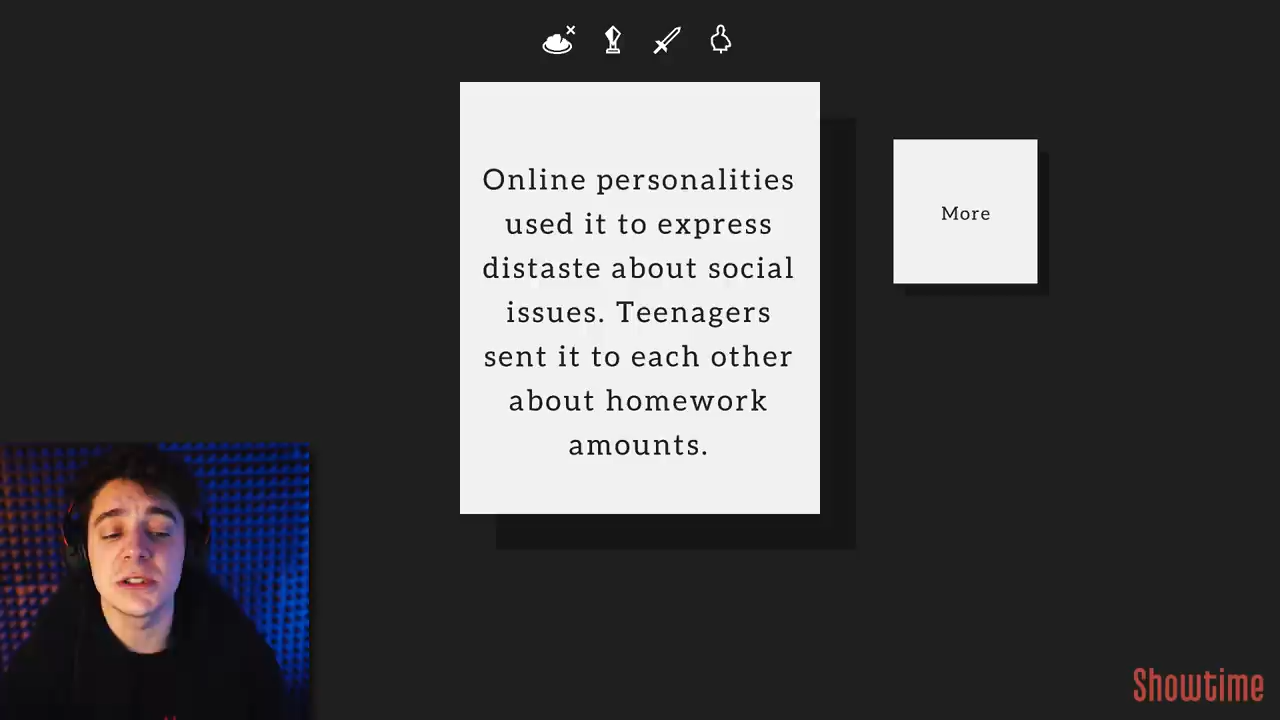 Online personalities
used it to express
distaste about social
issues. Teenagers
sent it to each other
about homework
amounts.
More
Showtime